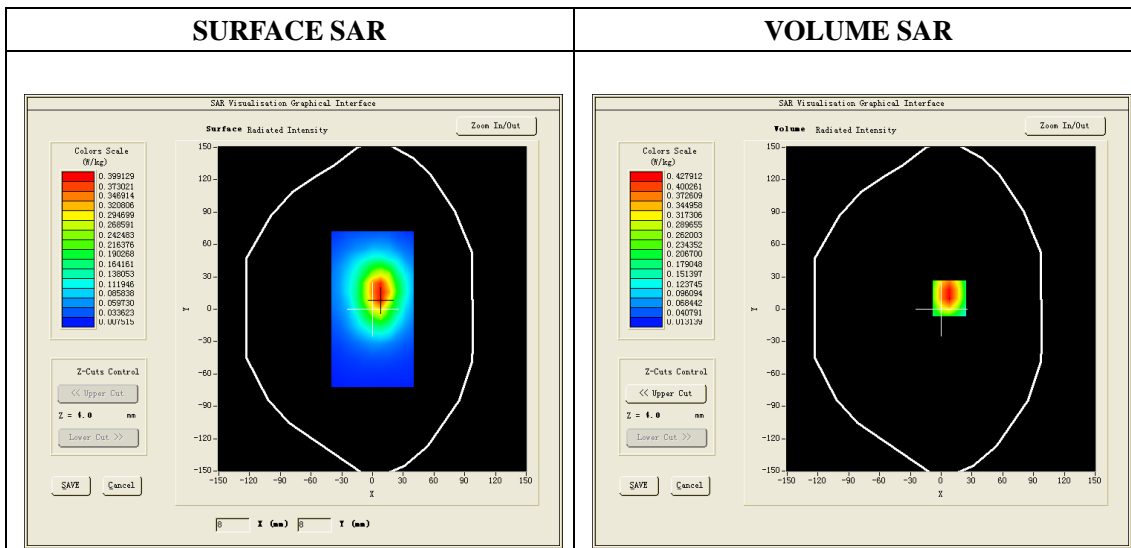 SURFACE SAR
VOLUME SAR
SAR Visualisation Graphical Interface
Surface Radiated Intensity
Zoom In/Out
Colors Scale
(W/kg)
0.399129
0.373021
0.346914
0.320806
0.294699
0.268591
0.242483
0.216376
0.190268
0.164161
0.138053
0.111946
0.085838
0.059730
0.033623
0.007515
Z-Cuts Control
<< Upper Cut
Z = 4.0 mm
Lower Cut >>
SAVE Cancel
150
120
90
60
30
0
-30
-60
-90
-120
-150
Y
-150 -120 -90 -60 -30 0 30 60 90 120 150
X
8 X (mm) 8 Y (mm)
SAR Visualisation Graphical Interface
Volume Radiated Intensity
Zoom In/Out
Colors Scale
(W/kg)
0.427912
0.400261
0.372609
0.344958
0.317306
0.289655
0.262003
0.234352
0.206700
0.179048
0.151397
0.123745
0.096094
0.068442
0.040791
0.013139
Z-Cuts Control
<< Upper Cut
Z = 4.0 mm
Lower Cut >>
SAVE Cancel
150
120
90
60
30
0
-30
-60
-90
-120
-150
Y
-150 -120 -90 -60 -30 0 30 60 90 120 150
X